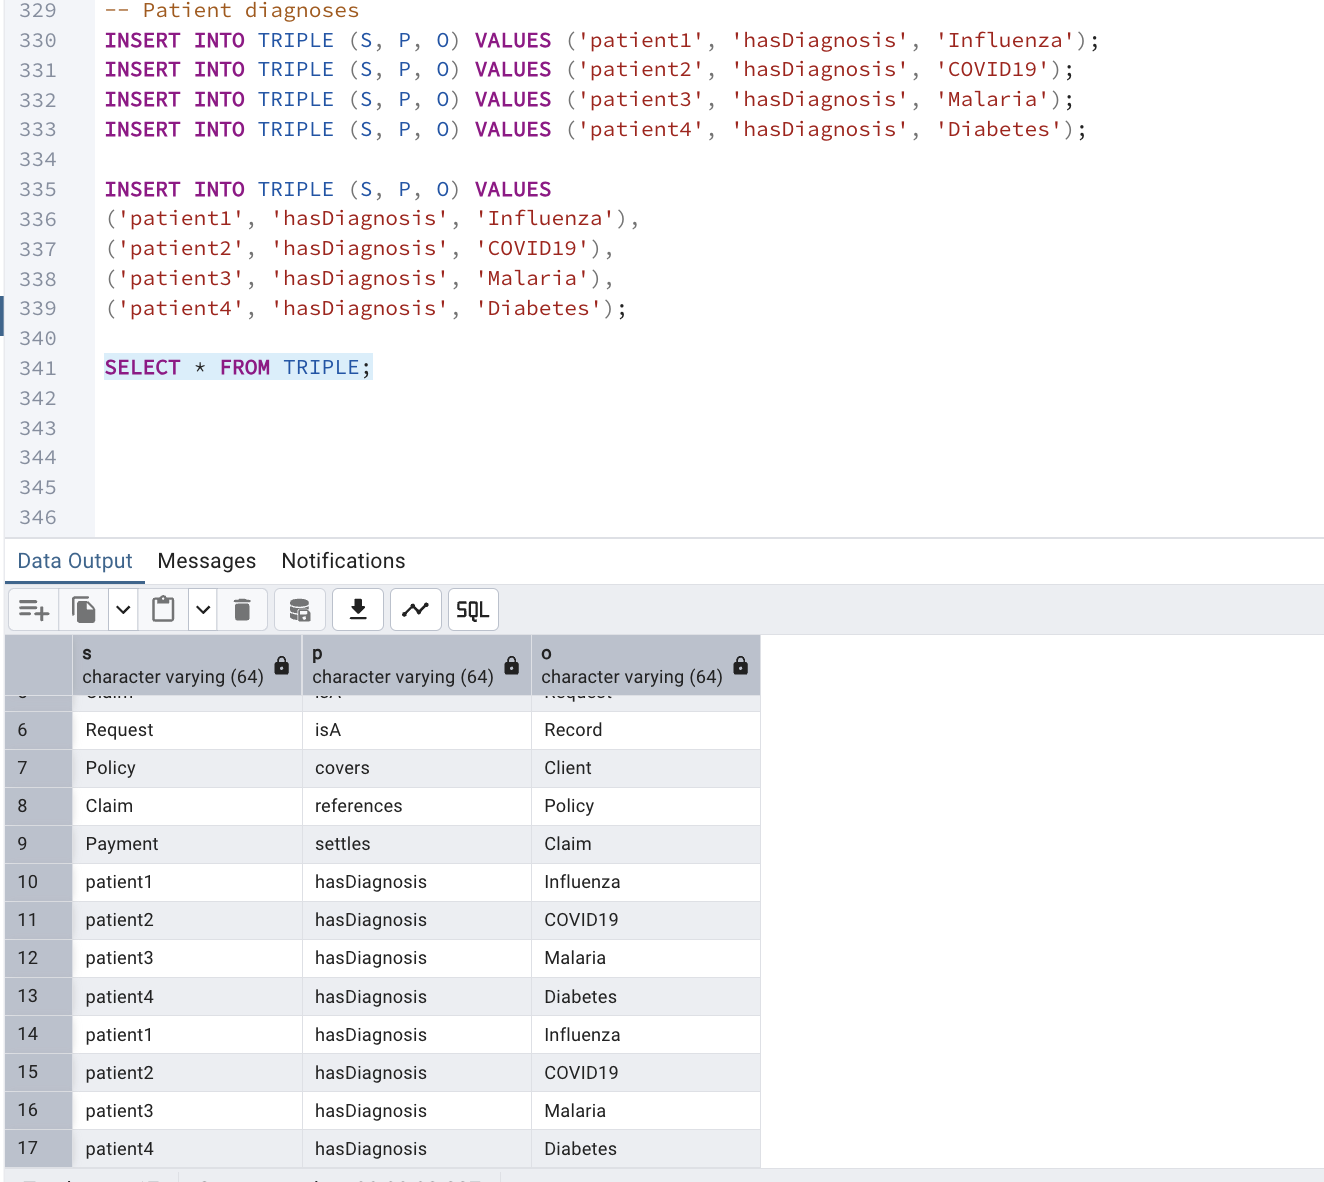 329 -- Patient diagnoses
330 INSERT INTO TRIPLE (S, P, O) VALUES ('patient1', 'hasDiagnosis', 'Influenza');
331 INSERT INTO TRIPLE (S, P, O) VALUES ('patient2', 'hasDiagnosis', 'COVID19');
332 INSERT INTO TRIPLE (S, P, O) VALUES ('patient3', 'hasDiagnosis', 'Malaria');
333 INSERT INTO TRIPLE (S, P, O) VALUES ('patient4', 'hasDiagnosis', 'Diabetes');
334
335 INSERT INTO TRIPLE (S, P, O) VALUES
336 ('patient1', 'hasDiagnosis', 'Influenza'),
337 ('patient2', 'hasDiagnosis', 'COVID19'),
338 ('patient3', 'hasDiagnosis', 'Malaria'),
339 ('patient4', 'hasDiagnosis', 'Diabetes');
340
341 SELECT * FROM TRIPLE;
342
343
344
345
346
Data Output Messages Notifications
SQL
s p o
character varying (64) character varying (64) character varying (64)
Claim isA Request
6 Request isA Record
7 Policy covers Client
8 Claim references Policy
9 Payment settles Claim
10 patient1 hasDiagnosis Influenza
11 patient2 hasDiagnosis COVID19
12 patient3 hasDiagnosis Malaria
13 patient4 hasDiagnosis Diabetes
14 patient1 hasDiagnosis Influenza
15 patient2 hasDiagnosis COVID19
16 patient3 hasDiagnosis Malaria
17 patient4 hasDiagnosis Diabetes